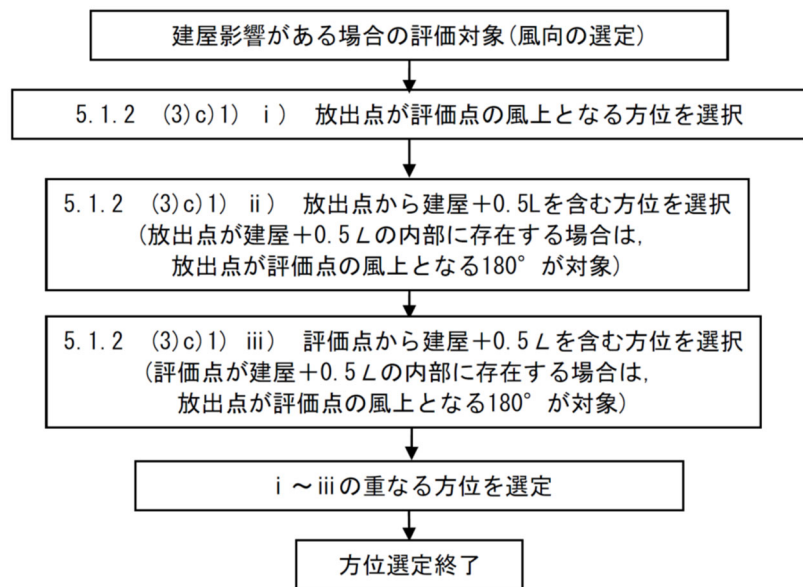 建屋影響がある場合の評価対象(風向の選定)
5.1.2 (3)c)1) ⅰ) 放出点が評価点の風上となる方位を選択
5.1.2 (3)c)1) ⅱ) 放出点から建屋+0.5Lを含む方位を選択
(放出点が建屋+0.5Lの内部に存在する場合は,
放出点が評価点の風上となる180°が対象)
5.1.2 (3)c)1) ⅲ) 評価点から建屋+0.5Lを含む方位を選択
(評価点が建屋+0.5Lの内部に存在する場合は,
放出点が評価点の風上となる180°が対象)
ⅰ~ⅲの重なる方位を選定
方位選定終了